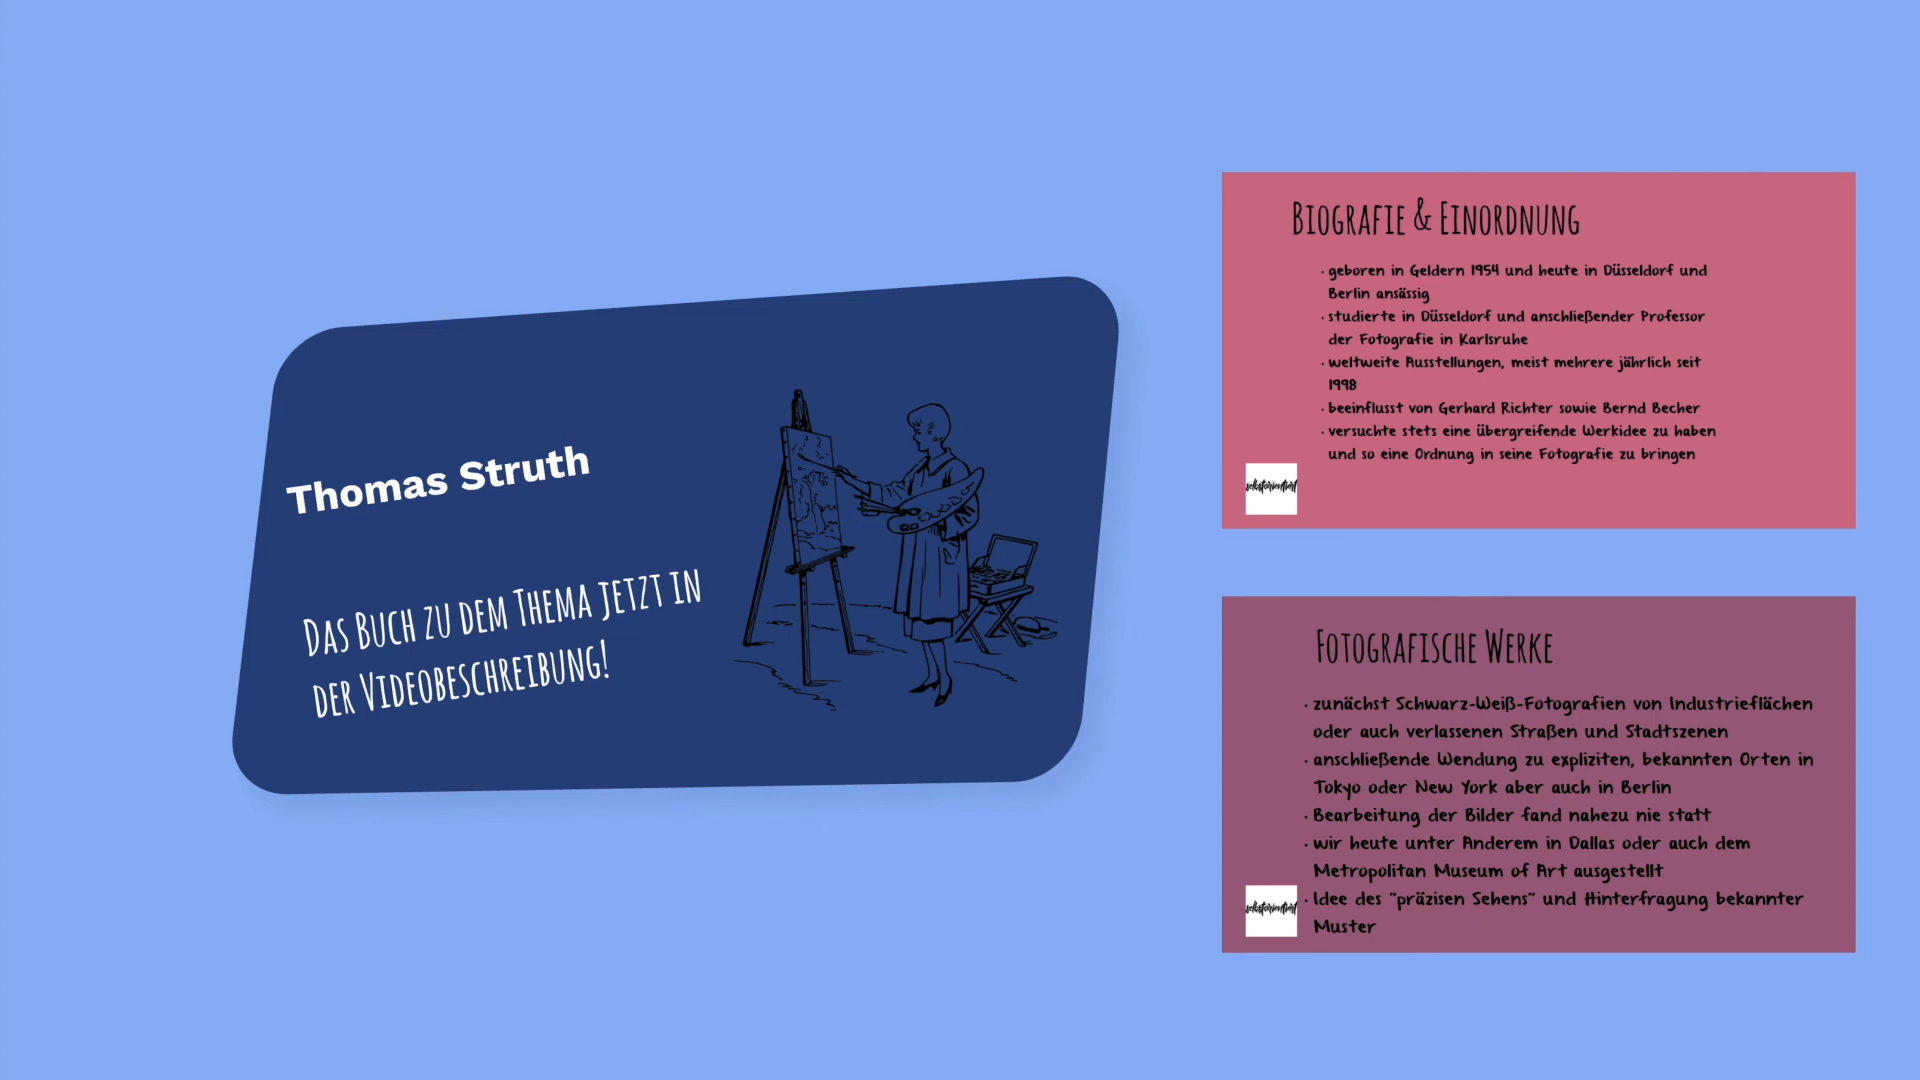 Thomas Struth
Das Buch zu dem Thema jetzt in
der Videobeschreibung!
Biografie & Einordnung
· geboren in Geldern 1954 und heute in Düsseldorf und
Berlin ansässig
· studierte in Düsseldorf und anschließender Professor
der Fotografie in Karlsruhe
· weltweite Ausstellungen, meist mehrere jährlich seit
1998
· beeinflusst von Gerhard Richter sowie Bernd Becher
· versuchte stets eine übergreifende Werkidee zu haben
und so eine Ordnung in seine Fotografie zu bringen
selbstorientiert
Fotografische Werke
· zunächst Schwarz-Weiß-Fotografien von Industrieflächen
oder auch verlassenen Straßen und Stadtszenen
· anschließende Wendung zu expliziten, bekannten Orten in
Tokyo oder New York aber auch in Berlin
· Bearbeitung der Bilder fand nahezu nie statt
· wir heute unter Anderem in Dallas oder auch dem
Metropolitan Museum of Art ausgestellt
· Idee des "präzisen Sehens" und Hinterfragung bekannter
Muster
selbstorientiert